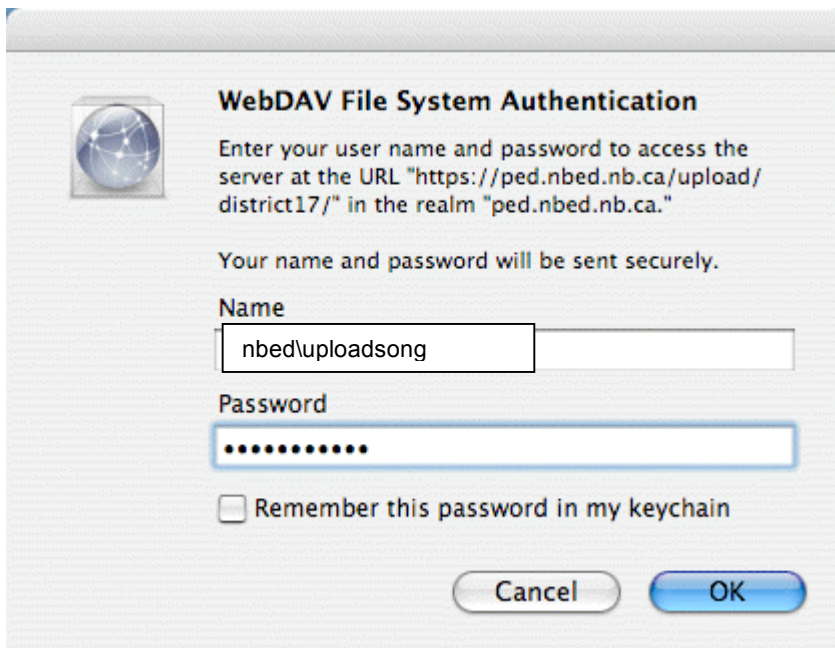 WebDAV File System Authentication
Enter your user name and password to access the
server at the URL "https://ped.nbed.nb.ca/upload/
district17/" in the realm "ped.nbed.nb.ca."
Your name and password will be sent securely.
Name
nbed\uploadsong
Password
•••••••••••
Remember this password in my keychain
Cancel OK